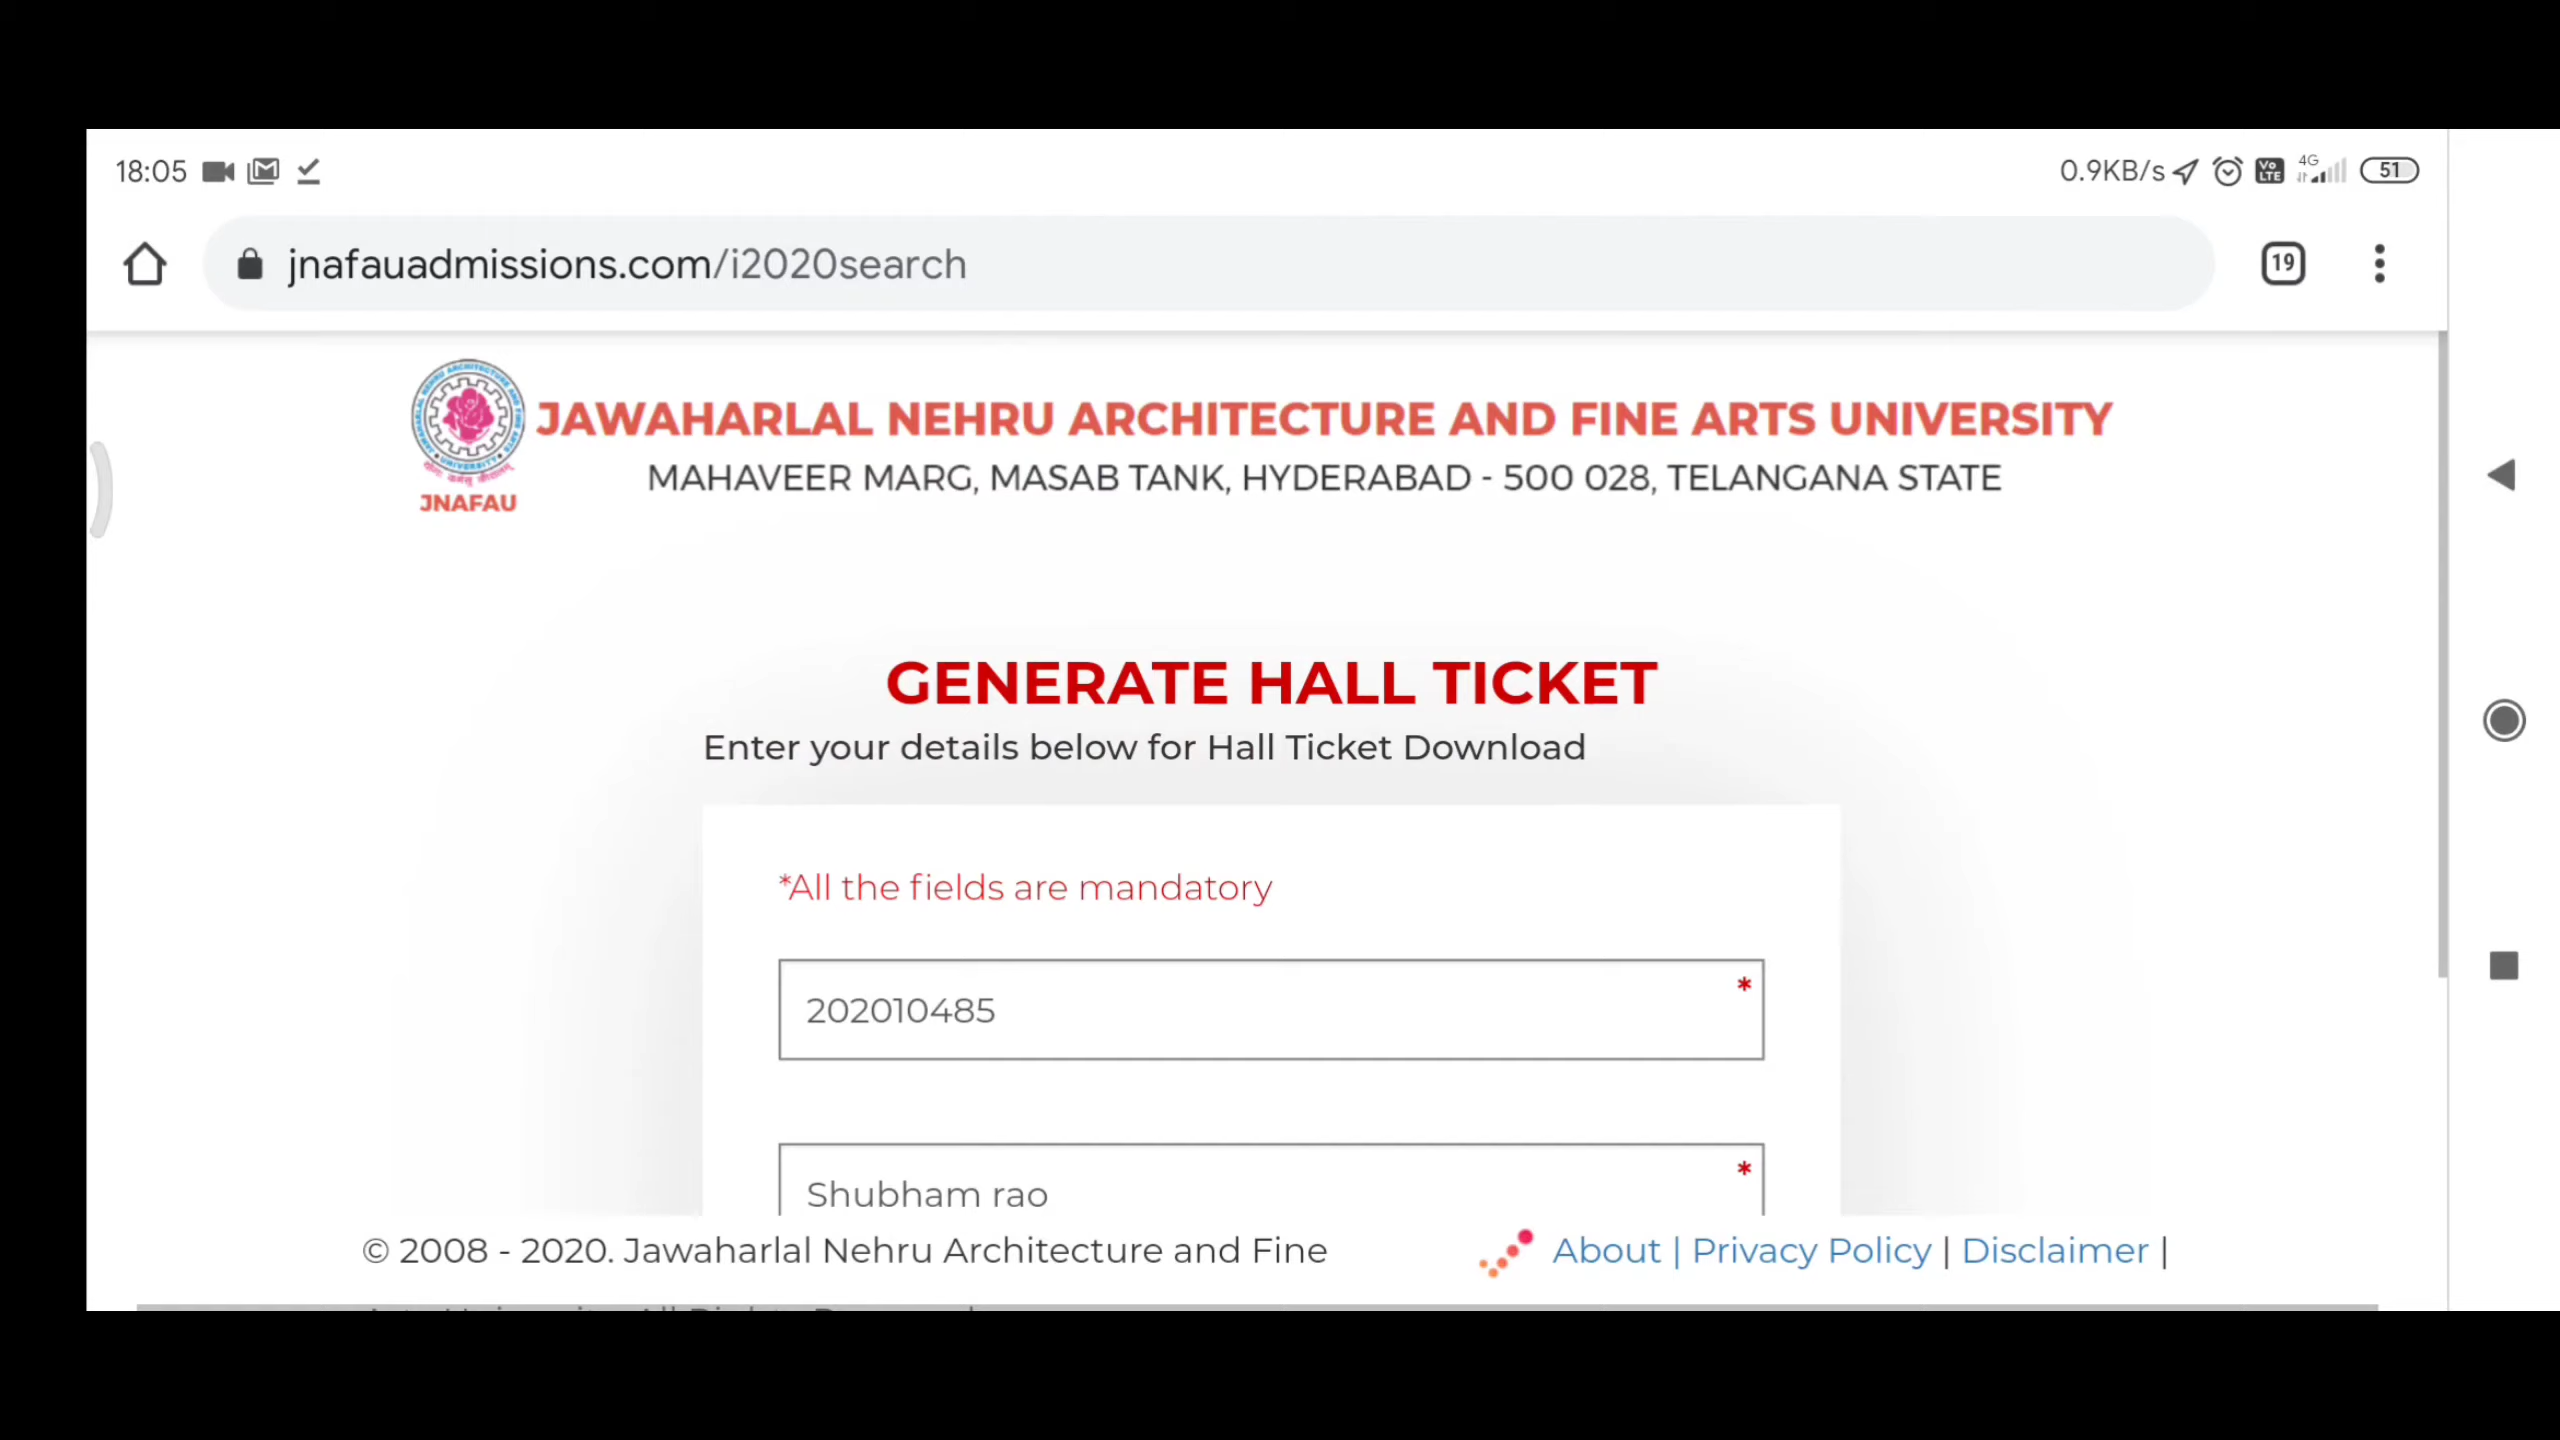 18:05
0.9KB/s Vo LTE 4G 51
jnafauadmissions.com/i2020search
19
JAWAHARLAL NEHRU ARCHITECTURE AND FINE ARTS UNIVERSITY
MAHAVEER MARG, MASAB TANK, HYDERABAD - 500 028, TELANGANA STATE
JNAFAU
GENERATE HALL TICKET
Enter your details below for Hall Ticket Download
*All the fields are mandatory
202010485 *
Shubham rao *
© 2008 - 2020. Jawaharlal Nehru Architecture and Fine
About | Privacy Policy | Disclaimer |